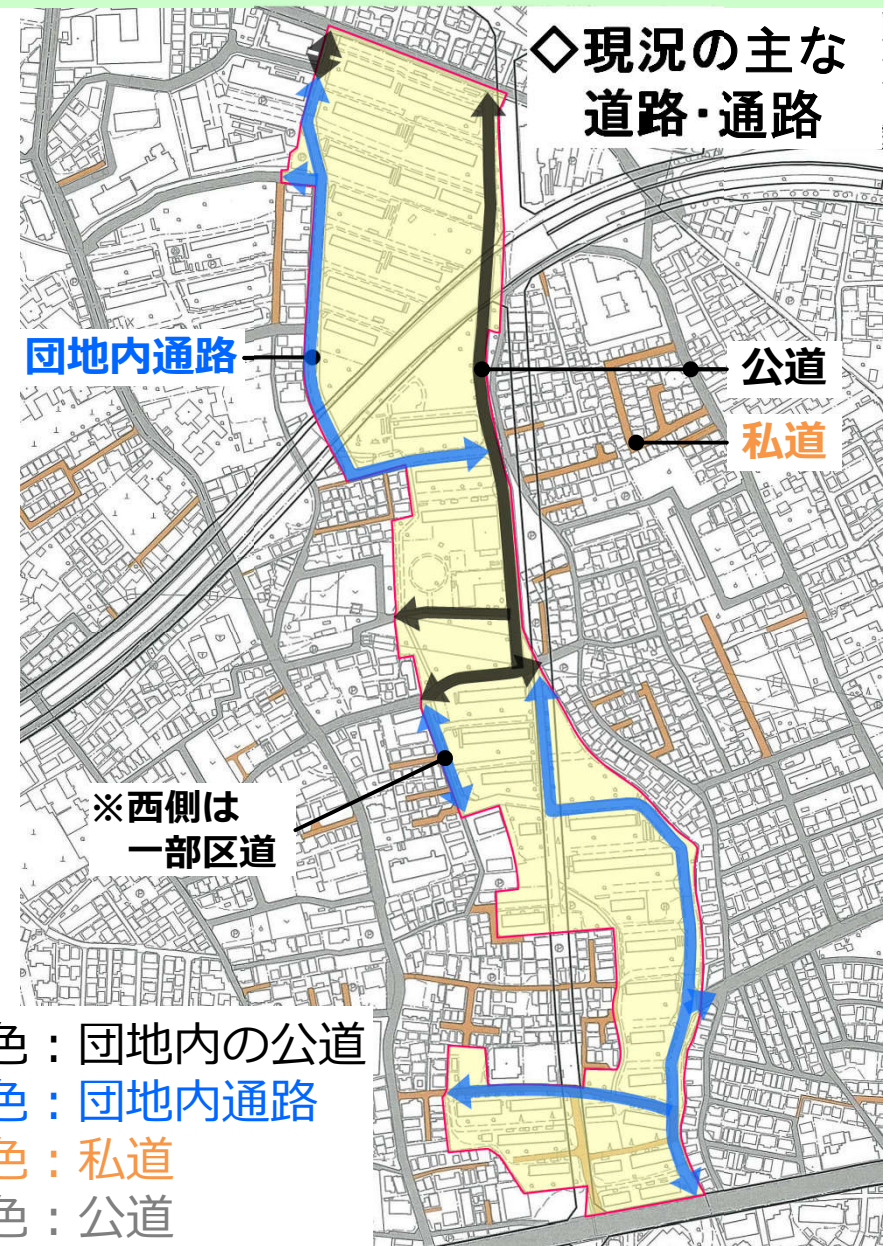 ◇現況の主な
道路・通路
団地内通路
公道
私道
※西側は
一部区道
色：団地内の公道
色：団地内通路
色：私道
色：公道